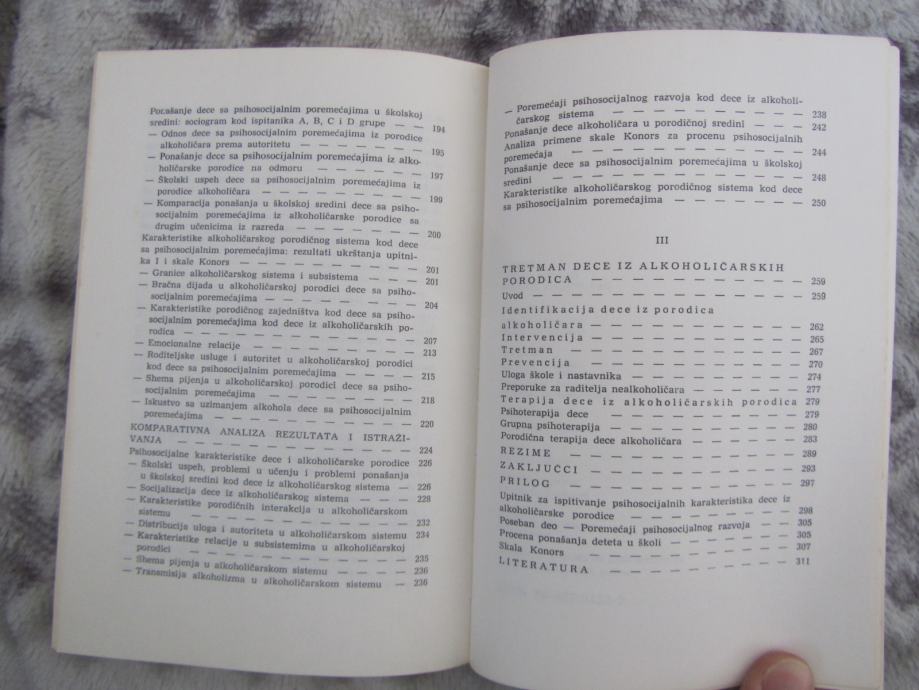 Ponašanje dece sa psihosocijalnim poremećajima u školskoj
sredini: sociogram kod ispitanika A, B, C i D grupe — — 194
— Odnos dece sa psihosocijalnim poremećajima iz porodice
alkoholičara prema autoritetu — — — — — — — 195
— Ponašanje dece sa psihosocijalnim poremećajima iz alko-
holičarske porodice na odmoru — — — — — — — 197
— Školski uspeh dece sa psihosocijalnim poremećajima iz
porodice alkoholičara — — — — — — — — — 199
— Komparacija ponašanja u školskoj sredini dece sa psiho-
socijalnim poremećajima iz alkoholičarske porodice sa
drugim učenicima iz razreda — — — — — — — 200
Karakteristike alkoholičarskog porodičnog sistema kod dece
sa psihosocijalnim poremećajima: rezultati ukrštanja upitni-
ka I i skale Konors — — — — — — — — — — 201
— Granice alkoholičarskog sistema i subsistema — — — 201
— Bračna dijada u alkoholičarskoj porodici dece sa psiho-
socijalnim poremećajima — — — — — — — — 204
— Karakteristike porodičnog zajedništva kod dece sa psiho-
socijalnim poremećajima kod dece iz alkoholičarskih po-
rodica — — — — — — — — — — — — 207
— Emocionalne relacije — — — — — — — — — 213
— Roditeljske usluge i autoritet u alkoholičarskoj porodici
kod dece sa psihosocijalnim poremećajima — — — — 215
— Shema pijenja u alkoholičarskoj porodici dece sa psiho-
socijalnim poremećajima — — — — — — — — 218
— Iskustvo sa uzimanjem alkohola dece sa psihosocijalnim
poremećajima — — — — — — — — — — — 220
KOMPARATIVNA ANALIZA REZULTATA I ISTRAŽI-
VANJA — — — — — — — — — — — — 224
Psihosocijalne karakteristike dece i alkoholičarske porodice 226
— Školski uspeh, problemi u učenju i problemi ponašanja
u školskoj sredini kod dece iz alkoholičarskog sistema — 226
— Socijalizacija dece iz alkoholičarskog sistema — — — 228
— Karakteristike porodičnih interakcija u alkoholičarskom
sistemu — — — — — — — — — — — — 232
— Distribucija uloga i autoriteta u alkoholičarskom sistemu 234
— Karakteristike relacije u subsistemima u alkoholičarskoj
porodici — — — — — — — — — — — — 235
— Shema pijenja u alkoholičarskom sistemu — — — — 236
— Transmisija alkoholizma u alkoholičarskom sistemu — 236
— Poremećaji psihosocijalnog razvoja kod dece iz alkoholi-
čarskog sistema — — — — — — — — — — 238
Ponašanje dece alkoholičara u porodičnoj sredini — — — 242
Analiza primene skale Konors za procenu psihosocijalnih
poremećaja — — — — — — — — — — — 244
Ponašanje dece sa psihosocijalnim poremećajima u školskoj
sredini — — — — — — — — — — — — 248
Karakteristike alkoholičarskog porodičnog sistema kod dece
sa psihosocijalnim poremećajima — — — — — — — 250
III
TRETMAN DECE IZ ALKOHOLIČARSKIH
PORODICA — — — — — — — — — — — 259
Uvod — — — — — — — — — — — — — 259
Identifikacija dece iz porodica
alkoholičara — — — — — — — — — — 262
Intervencija — — — — — — — — — — 265
Tretman — — — — — — — — — — — 267
Prevencija — — — — — — — — — — — 270
Uloga škole i nastavnika — — — — — — — — 274
Preporuke za raditelja nealkoholičara — — — — — — 277
Terapija dece iz alkoholičarskih porodica 279
Psihoterapija dece — — — — — — — — — — 279
Grupna psihoterapija — — — — — — — — — 280
Porodična terapija dece alkoholičara — — — — — — 283
REZIME — — — — — — — — — — — 289
ZAKLJUCCI — — — — — — — — — — 293
PRILOG — — — — — — — — — — — 297
Upitnik za ispitivanje psihosocijalnih karakteristika dece iz
alkoholičarske porodice — — — — — — — — — 298
Poseban deo — Poremećaji psihosocijalnog razvoja — — 305
Procena ponašanja deteta u školi — — — — — — — 305
Skala Konors — — — — — — — — — — — 307
LITERATURA — — — — — — — — — — 311